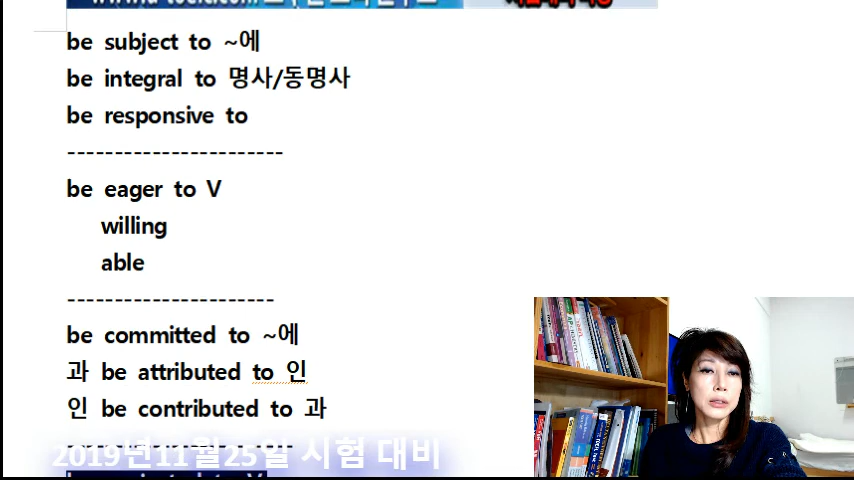 be subject to ~에
be integral to 명사/동명사
be responsive to
-----------------------
be eager to V
willing
able
----------------------
be committed to ~에
과 be attributed to 인
인 be contributed to 과
2019년11월25일 시험 대비